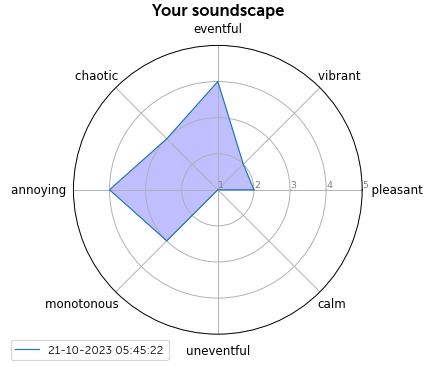 Your soundscape
eventful
chaotic
vibrant
annoying
1 2 3 4 5
pleasant
monotonous
calm
uneventful
21-10-2023 05:45:22